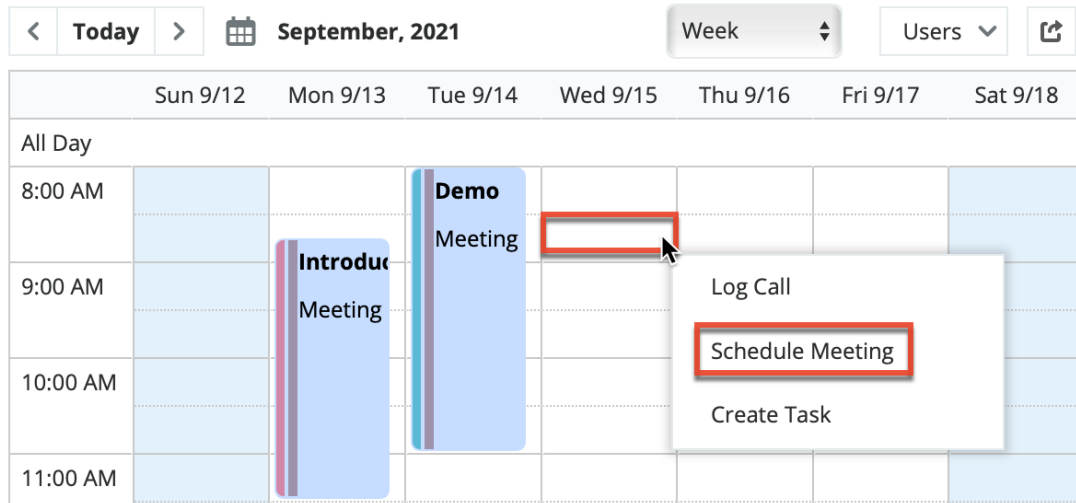 Today September, 2021 Week Users
Sun 9/12 Mon 9/13 Tue 9/14 Wed 9/15 Thu 9/16 Fri 9/17 Sat 9/18
All Day
8:00 AM Demo
Meeting
Introduc
9:00 AM Log Call
Meeting
Schedule Meeting
10:00 AM
Create Task
11:00 AM